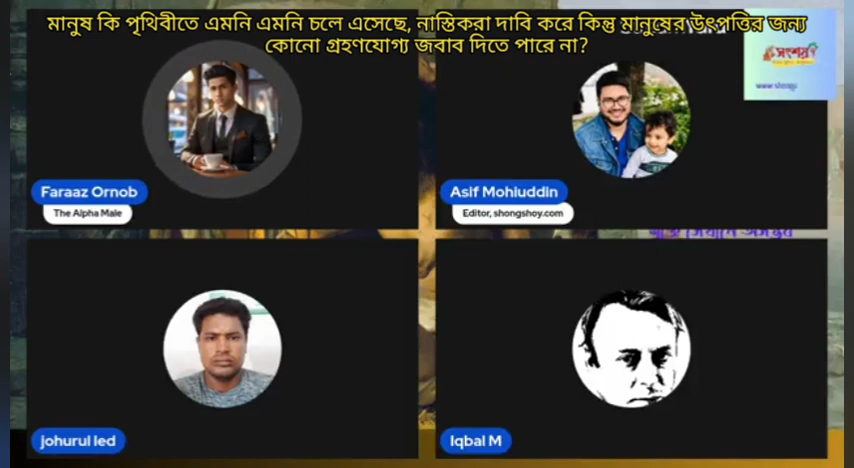 মানুষ কি পৃথিবীতে এমনি এমনি চলে এসেছে, নাস্তিকরা দাবি করে কিন্তু মানুষের উৎপত্তির জন্য
কোনো গ্রহণযোগ্য জবাব দিতে পারে না?
সংশয়
Faraaz Ornob
The Alpha Male
Asif Mohiuddin
Editor, shongshoy.com
johurul led
Iqbal M